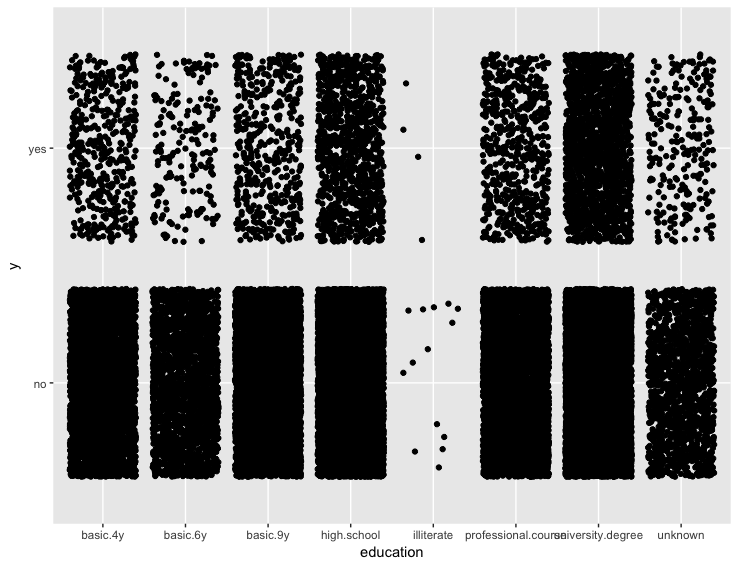 yes
y
no
basic.4y
basic.6y
basic.9y
high.school
illiterate
professional.course
university.degree
unknown
education